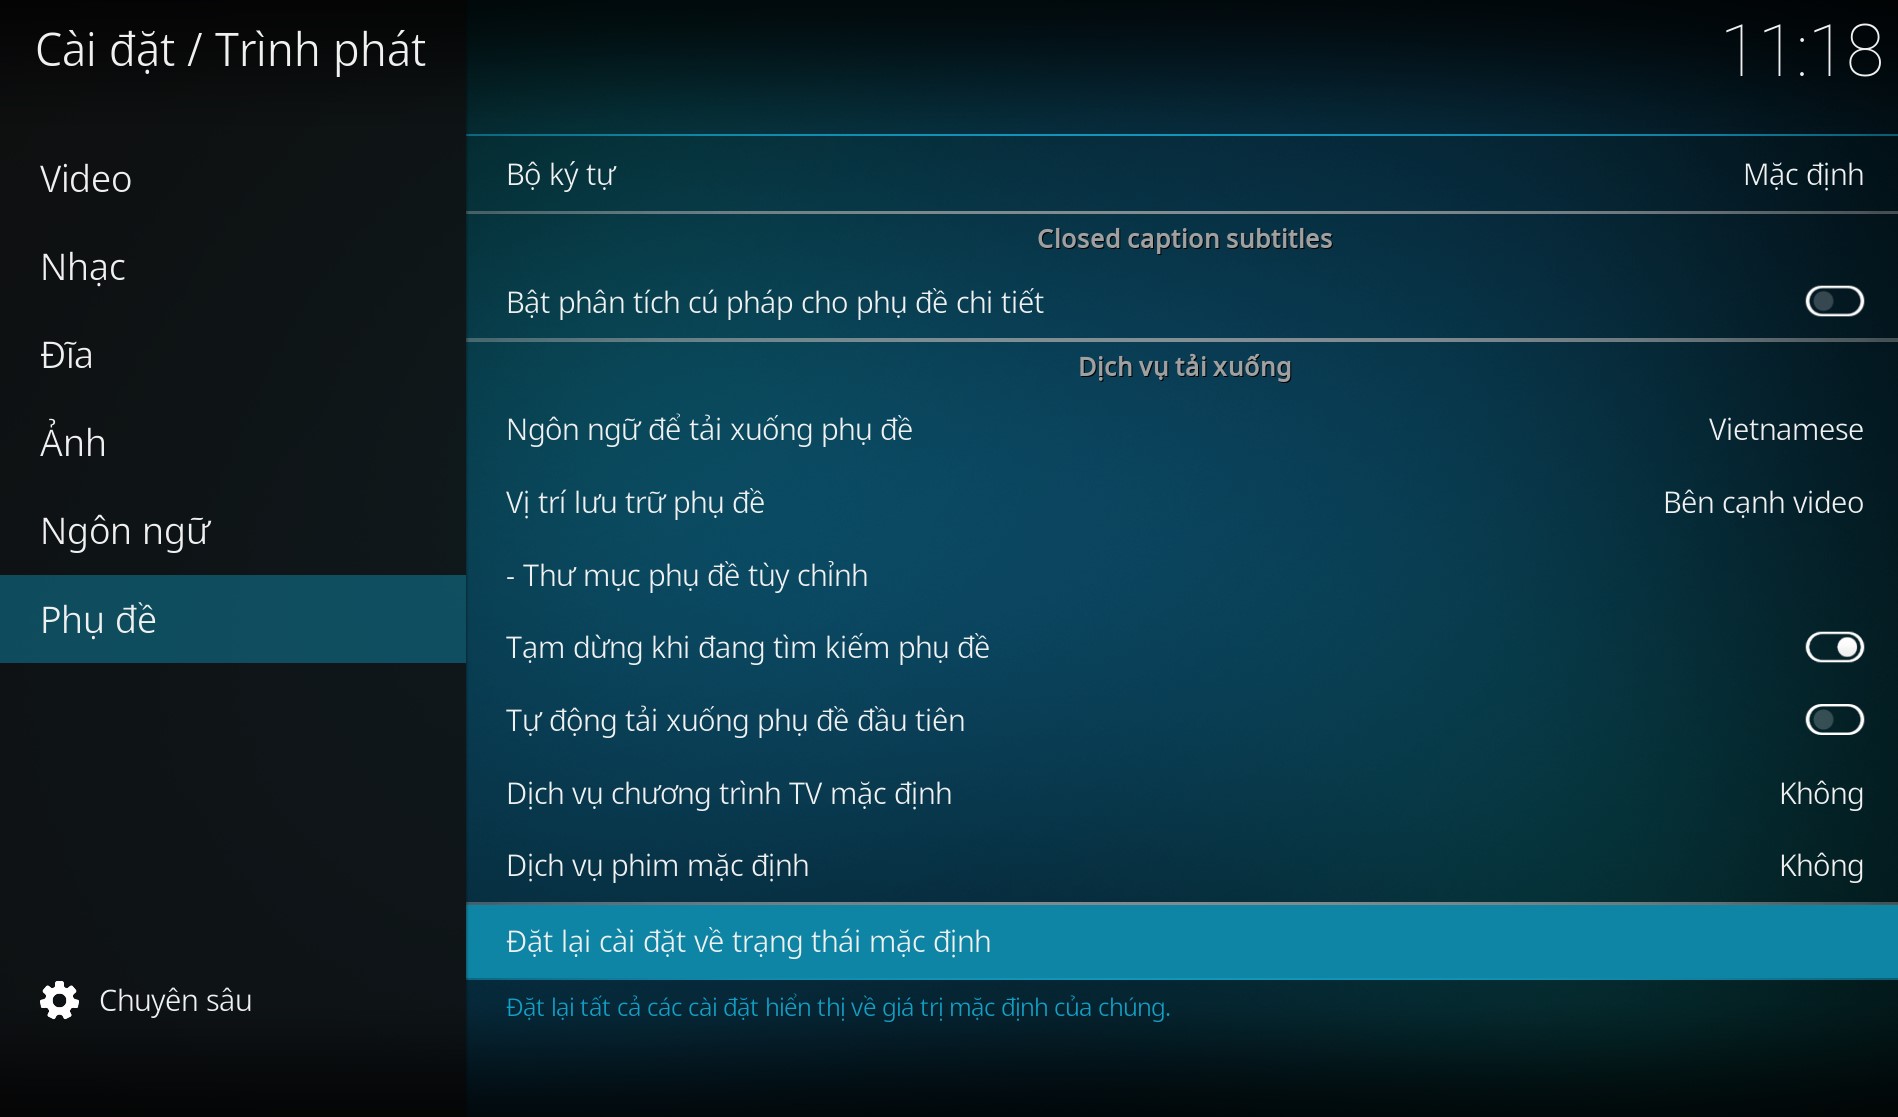 Cài đặt / Trình phát
11:18
Video
Nhạc
Đĩa
Ảnh
Ngôn ngữ
Phụ đề
Chuyên sâu
Bộ ký tự Mặc định
Closed caption subtitles
Bật phân tích cú pháp cho phụ đề chi tiết
Dịch vụ tải xuống
Ngôn ngữ để tải xuống phụ đề Vietnamese
Vị trí lưu trữ phụ đề Bên cạnh video
- Thư mục phụ đề tùy chỉnh
Tạm dừng khi đang tìm kiếm phụ đề
Tự động tải xuống phụ đề đầu tiên
Dịch vụ chương trình TV mặc định Không
Dịch vụ phim mặc định Không
Đặt lại cài đặt về trạng thái mặc định
Đặt lại tất cả các cài đặt hiển thị về giá trị mặc định của chúng.